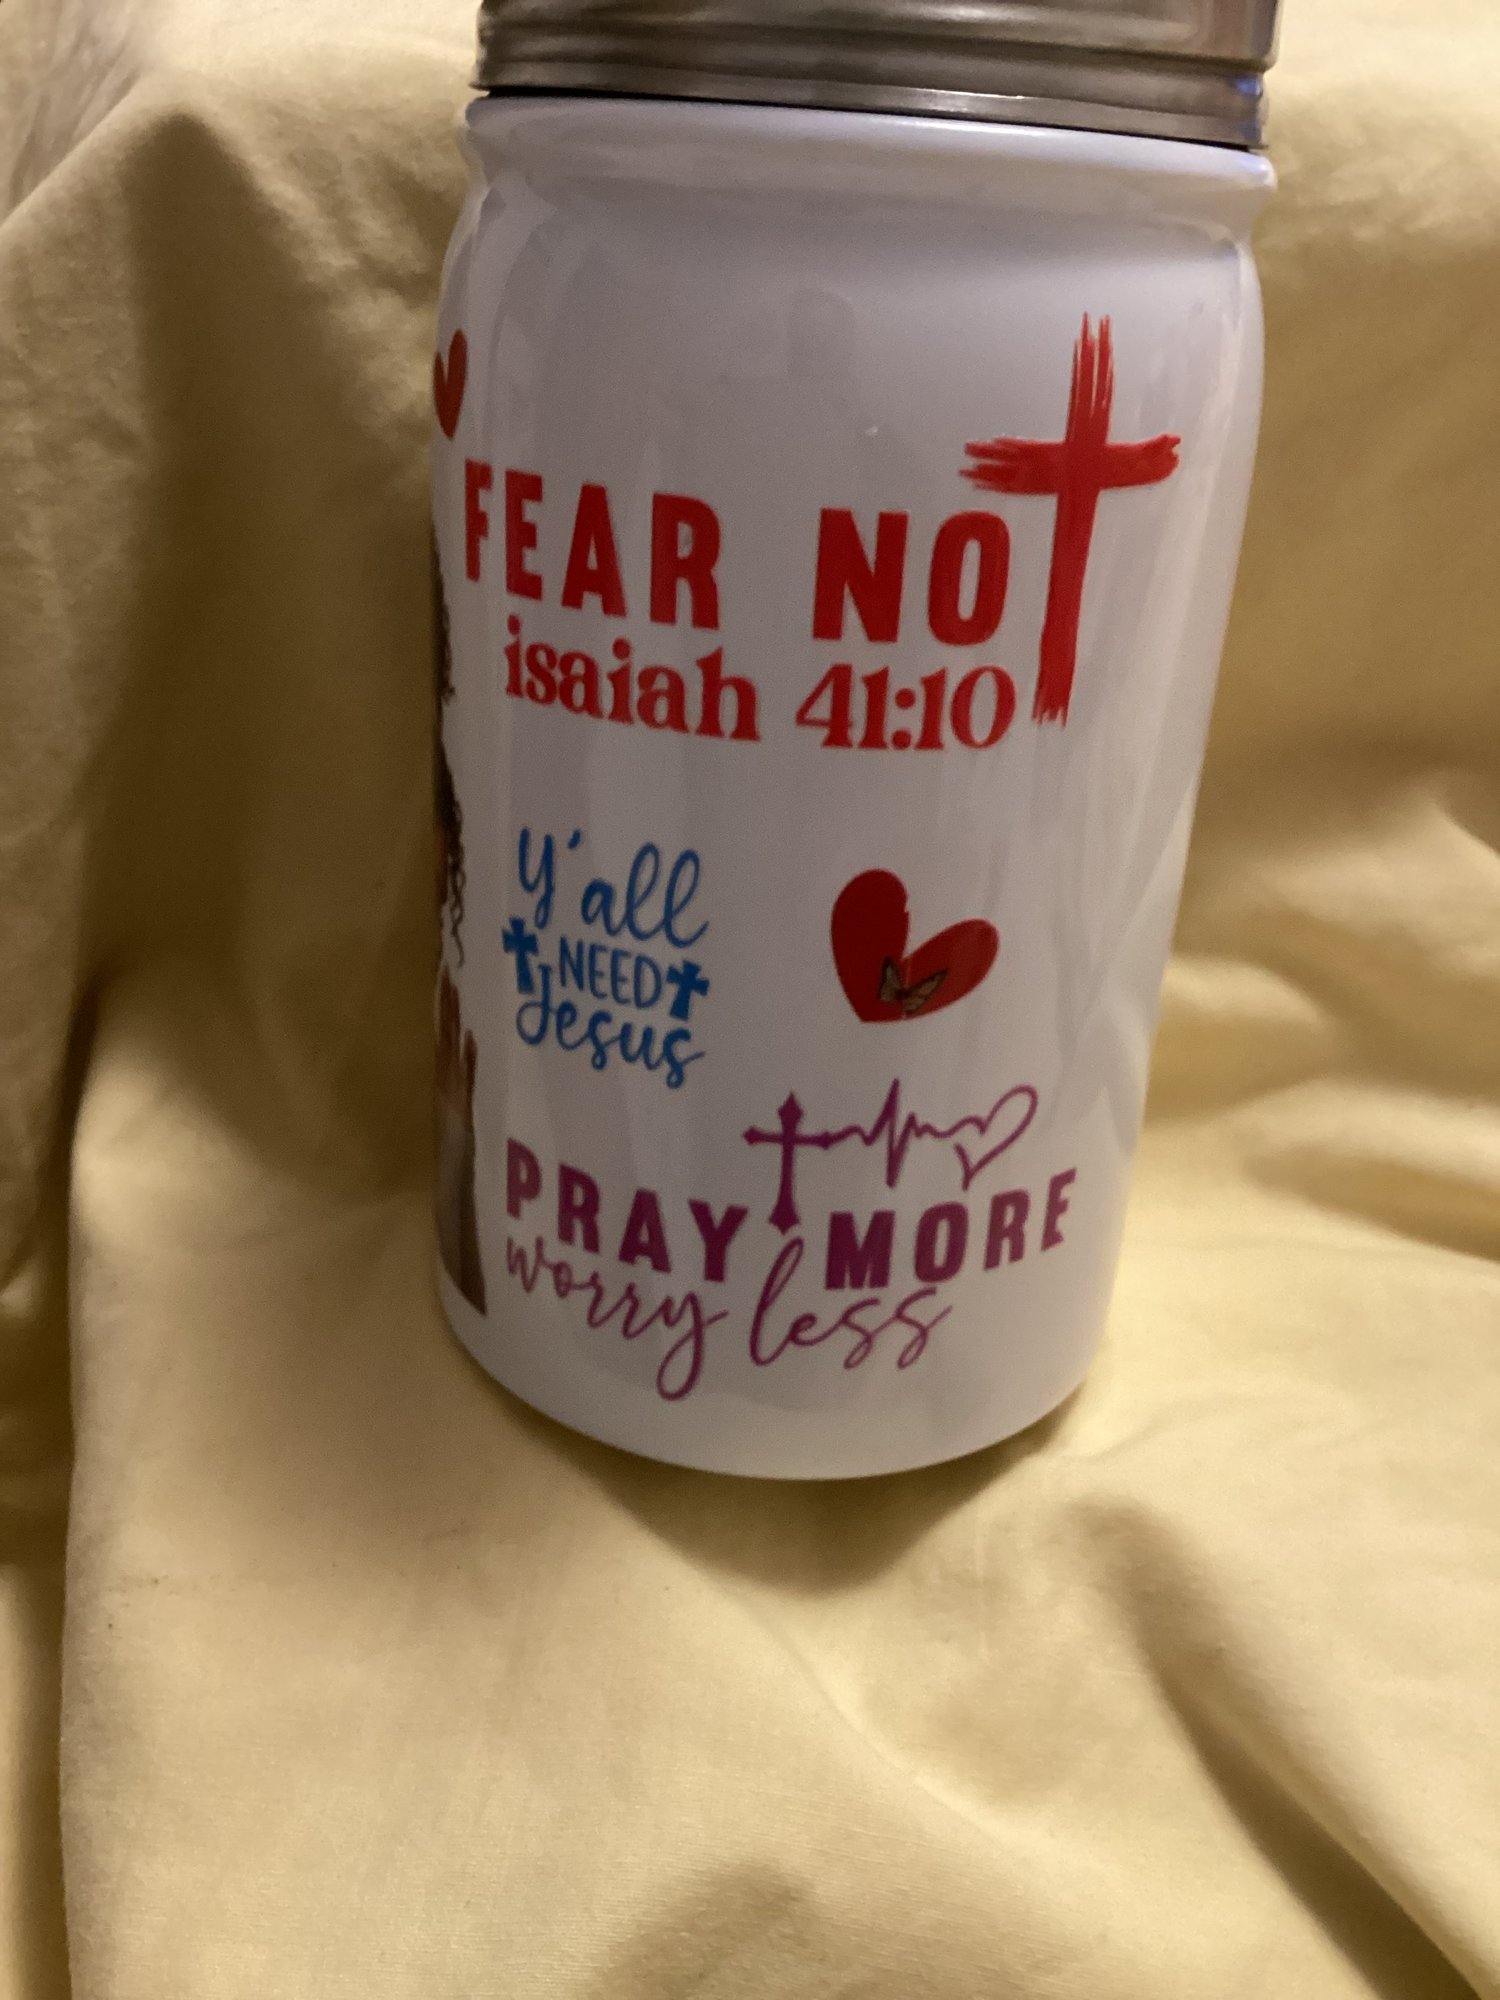 FEAR NOT
isaiah 41:10
y'all
NEED
Jesus
PRAY MORE
worry less